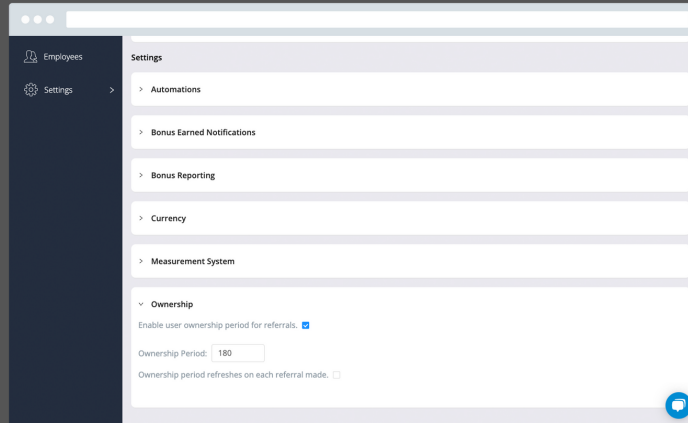 Employees
Settings
Settings
Automations
Bonus Earned Notifications
Bonus Reporting
Currency
Measurement System
Ownership
Enable user ownership period for referrals.
Ownership Period: 180
Ownership period refreshes on each referral made.